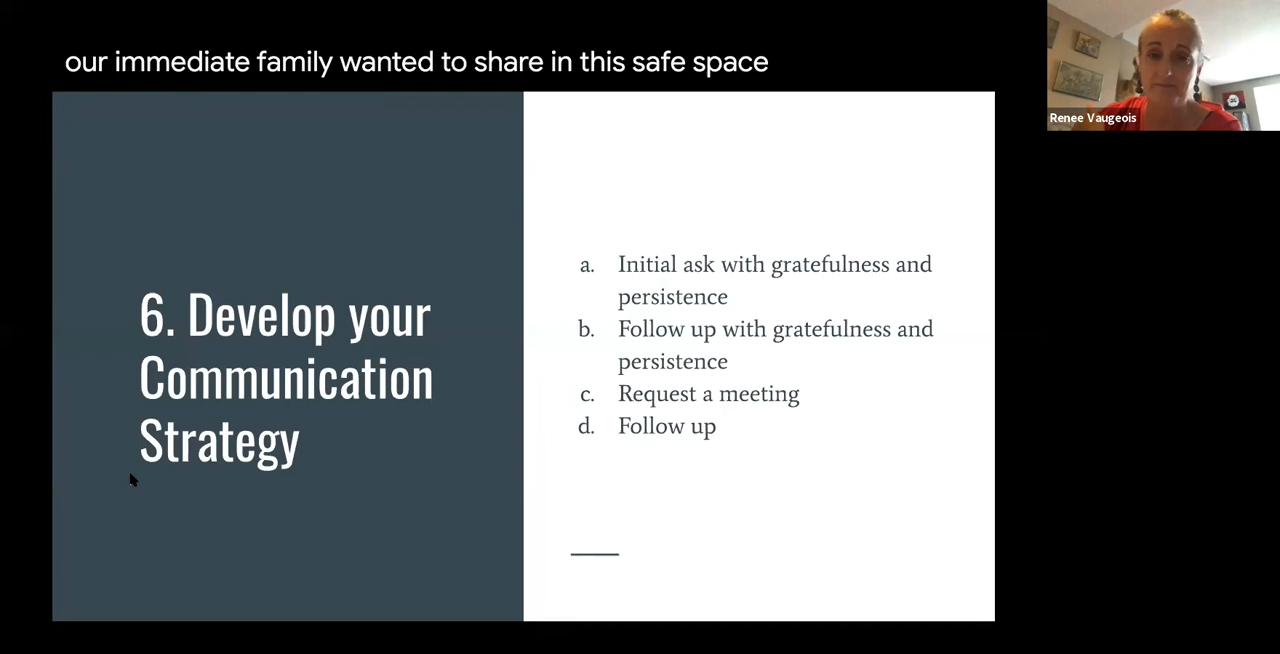 our immediate family wanted to share in this safe space
Renee Vaugeois
6. Develop your
Communication
Strategy
a. Initial ask with gratefulness and
persistence
b. Follow up with gratefulness and
persistence
c. Request a meeting
d. Follow up